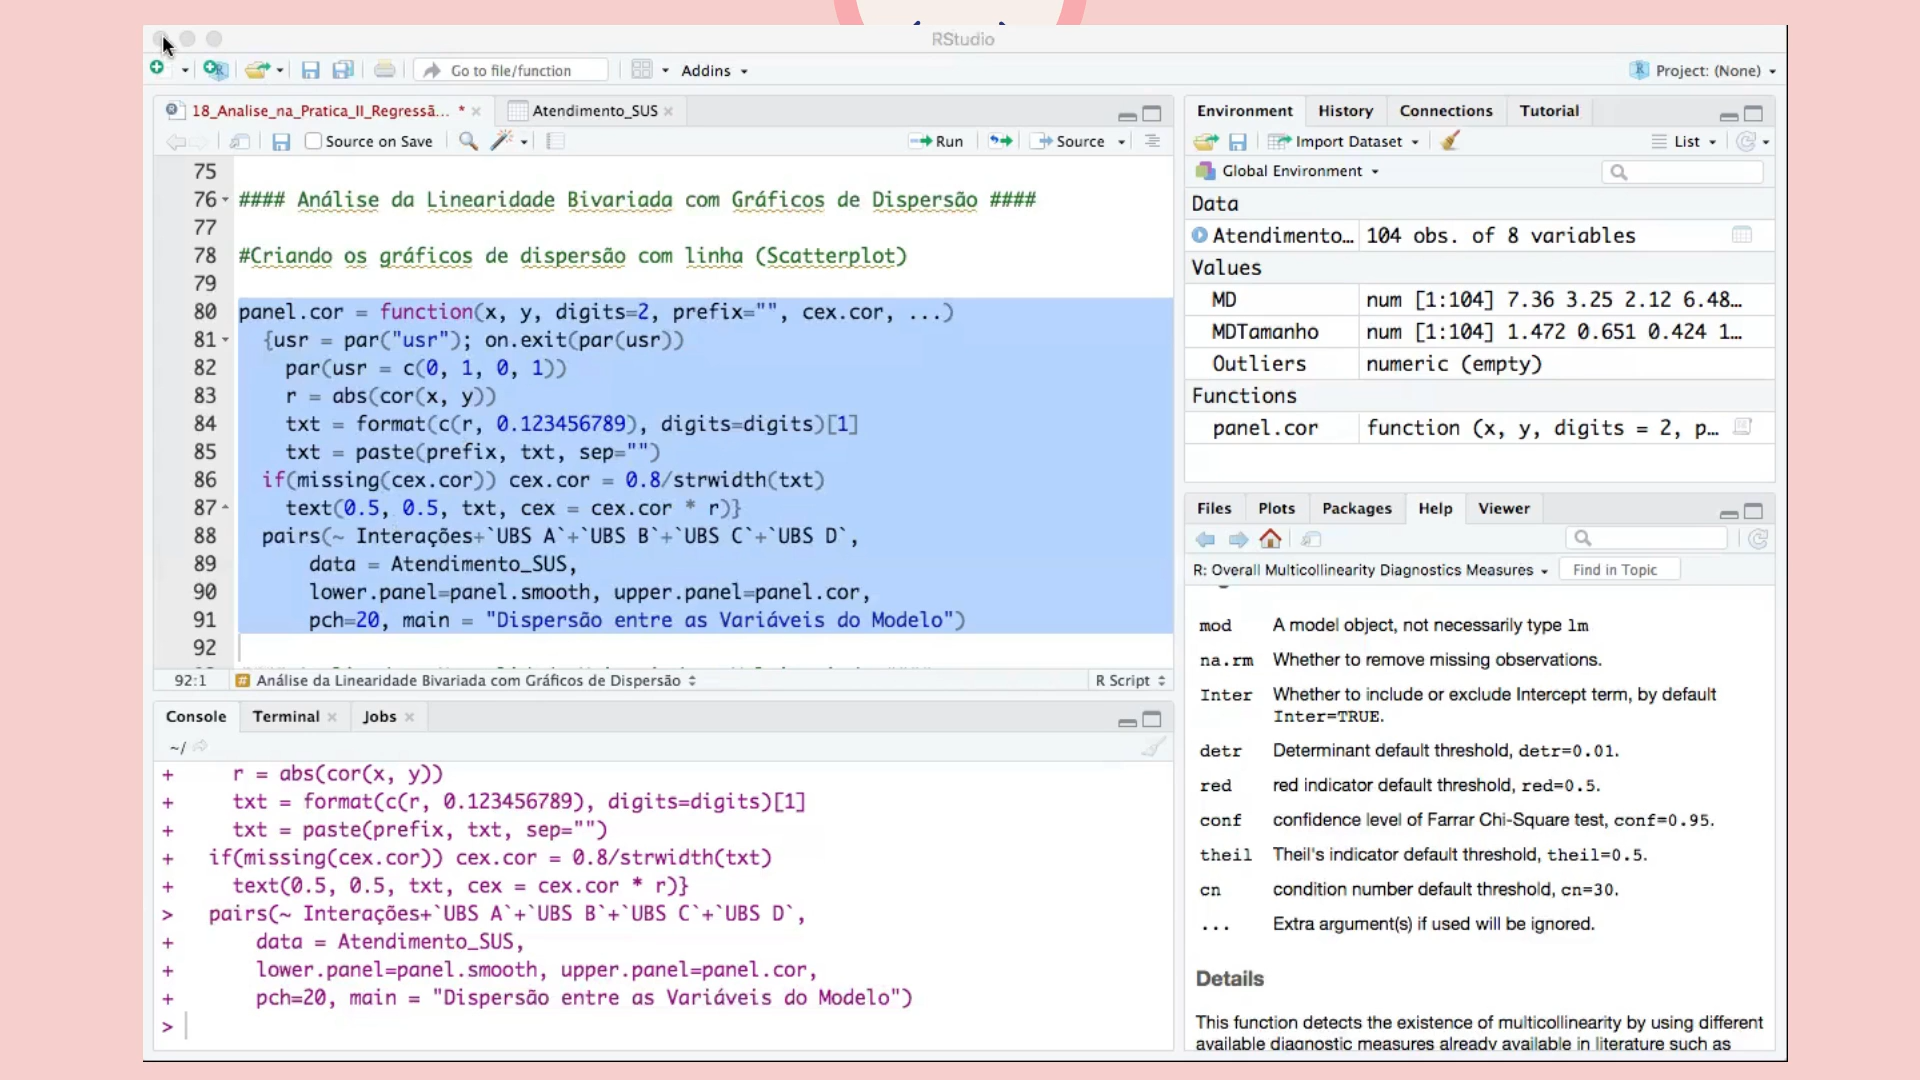 RStudio
Go to file/function
Addins
Project: (None)
18_Analise_na_Pratica_II_Regressã... *
Atendimento_SUS
Source on Save
Run
Source
75
76 #### Análise da Linearidade Bivariada com Gráficos de Dispersão ####
77
78 #Criando os gráficos de dispersão com linha (Scatterplot)
79
80 panel.cor = function(x, y, digits=2, prefix="", cex.cor, ...)
81 {usr = par("usr"); on.exit(par(usr))
82 par(usr = c(0, 1, 0, 1))
83 r = abs(cor(x, y))
84 txt = format(c(r, 0.123456789), digits=digits)[1]
85 txt = paste(prefix, txt, sep="")
86 if(missing(cex.cor)) cex.cor = 0.8/strwidth(txt)
87 text(0.5, 0.5, txt, cex = cex.cor * r)}
88 pairs(~ Interações+`UBS A`+`UBS B`+`UBS C`+`UBS D`,
89 data = Atendimento_SUS,
90 lower.panel=panel.smooth, upper.panel=panel.cor,
91 pch=20, main = "Dispersão entre as Variáveis do Modelo")
92
92:1 # Análise da Linearidade Bivariada com Gráficos de Dispersão
R Script
Console Terminal Jobs
~/
+ r = abs(cor(x, y))
+ txt = format(c(r, 0.123456789), digits=digits)[1]
+ txt = paste(prefix, txt, sep="")
+ if(missing(cex.cor)) cex.cor = 0.8/strwidth(txt)
+ text(0.5, 0.5, txt, cex = cex.cor * r)}
> pairs(~ Interações+`UBS A`+`UBS B`+`UBS C`+`UBS D`,
+ data = Atendimento_SUS,
+ lower.panel=panel.smooth, upper.panel=panel.cor,
+ pch=20, main = "Dispersão entre as Variáveis do Modelo")
>
Environment History Connections Tutorial
Import Dataset
List
Global Environment
Data
Atendimento... 104 obs. of 8 variables
Values
MD num [1:104] 7.36 3.25 2.12 6.48...
MDTamanho num [1:104] 1.472 0.651 0.424 1...
Outliers numeric (empty)
Functions
panel.cor function (x, y, digits = 2, p...
Files Plots Packages Help Viewer
R: Overall Multicollinearity Diagnostics Measures
Find in Topic
mod A model object, not necessarily type lm
na.rm Whether to remove missing observations.
Inter Whether to include or exclude Intercept term, by default
Inter=TRUE.
detr Determinant default threshold, detr=0.01.
red red indicator default threshold, red=0.5.
conf confidence level of Farrar Chi-Square test, conf=0.95.
theil Theil's indicator default threshold, theil=0.5.
cn condition number default threshold, cn=30.
... Extra argument(s) if used will be ignored.
Details
This function detects the existence of multicollinearity by using different
available diagnostic measures already available in literature such as